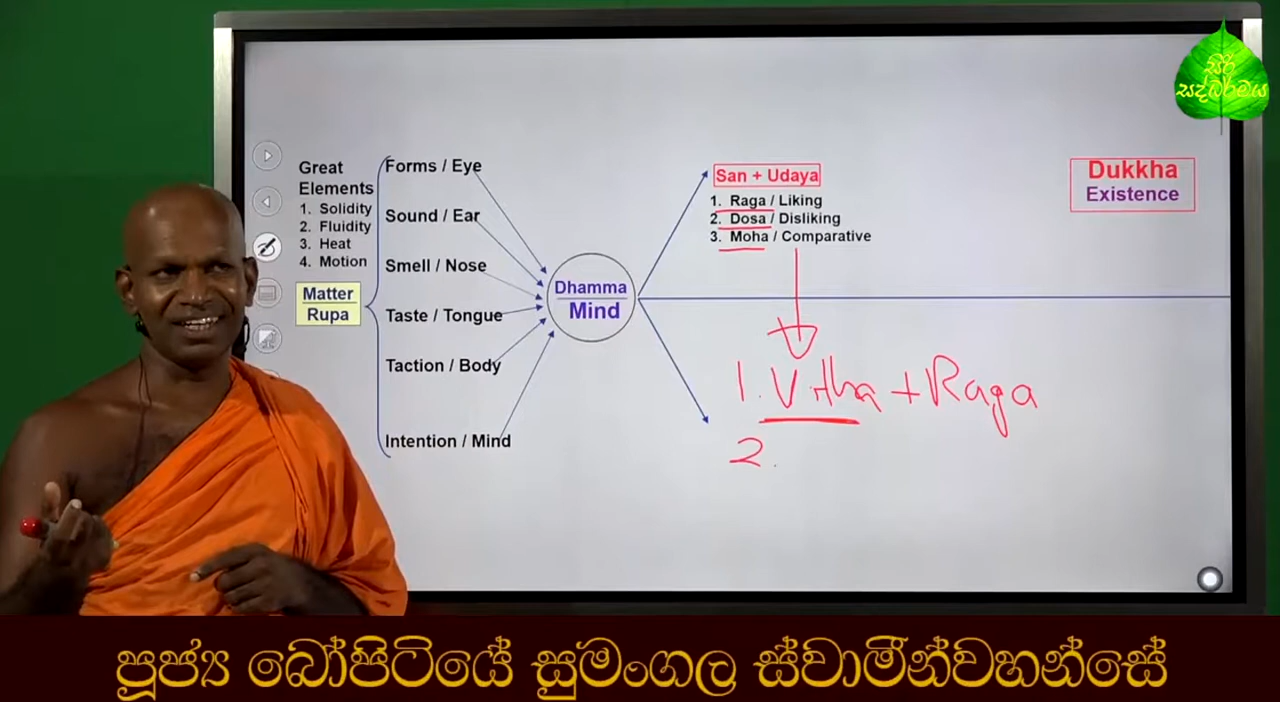 සිරි
සද්ධර්මය
Great
Elements
1. Solidity
2. Fluidity
3. Heat
4. Motion
Matter
Rupa
Forms / Eye
Sound / Ear
Smell / Nose
Taste / Tongue
Taction / Body
Intention / Mind
Dhamma
Mind
San + Udaya
1. Raga / Liking
2. Dosa / Disliking
3. Moha / Comparative
Dukkha
Existence
1. Vitha + Raga
2.
පූජ්‍ය බෝපිටියේ සුමංගල ස්වාමීන්වහන්සේ